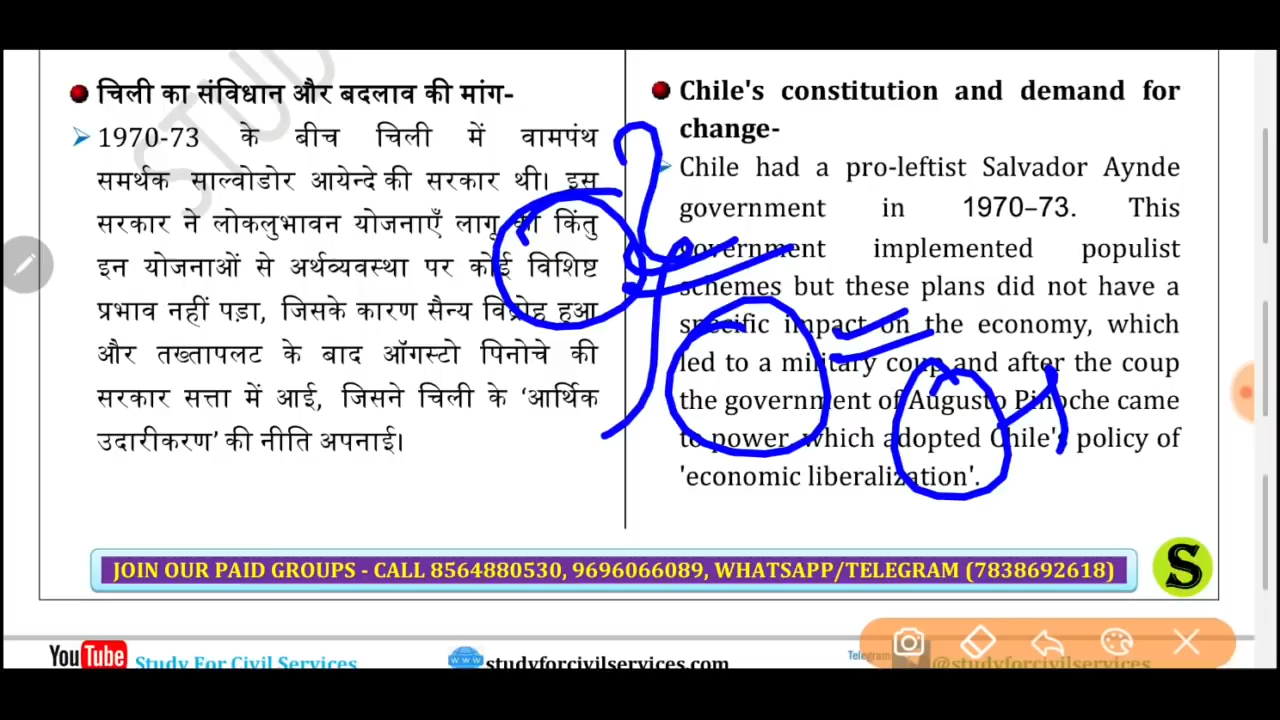 चिली का संविधान और बदलाव की मांग-
1970-73 के बीच चिली में वामपंथ
समर्थक साल्वोडोर आयेन्दे की सरकार थी। इस
सरकार ने लोकलुभावन योजनाएँ लागू की किंतु
इन योजनाओं से अर्थव्यवस्था पर कोई विशिष्ट
प्रभाव नहीं पड़ा, जिसके कारण सैन्य विद्रोह हुआ
और तख्तापलट के बाद ऑगस्टो पिनोचे की
सरकार सत्ता में आई, जिसने चिली के ‘आर्थिक
उदारीकरण’ की नीति अपनाई।
Chile's constitution and demand for
change-
Chile had a pro-leftist Salvador Aynde
government in 1970–73. This
government implemented populist
schemes but these plans did not have a
specific impact on the economy, which
led to a military coup and after the coup
the government of Augusto Pinoche came
to power, which adopted Chile's policy of
'economic liberalization'.
JOIN OUR PAID GROUPS - CALL 8564880530, 9696066089, WHATSAPP/TELEGRAM (7838692618)
S
YouTube Study For Civil Services www studyforcivilservices.com Telegram @studyforcivilservices